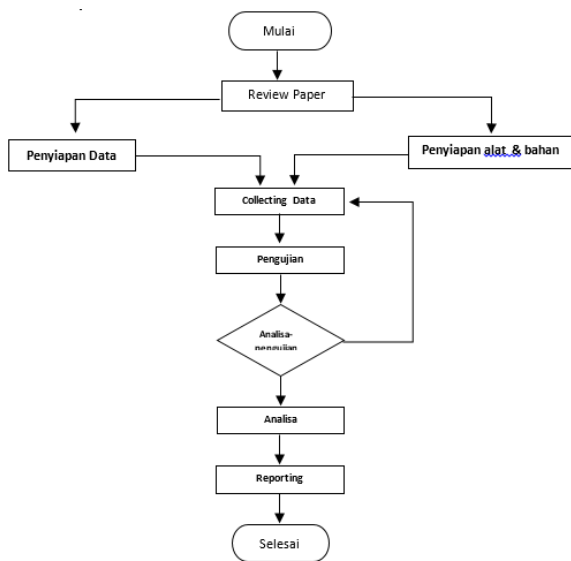 Mulai
Review Paper
Penyiapan Data
Penyiapan alat & bahan
Collecting Data
Pengujian
Analisa-
pengujian
Analisa
Reporting
Selesai